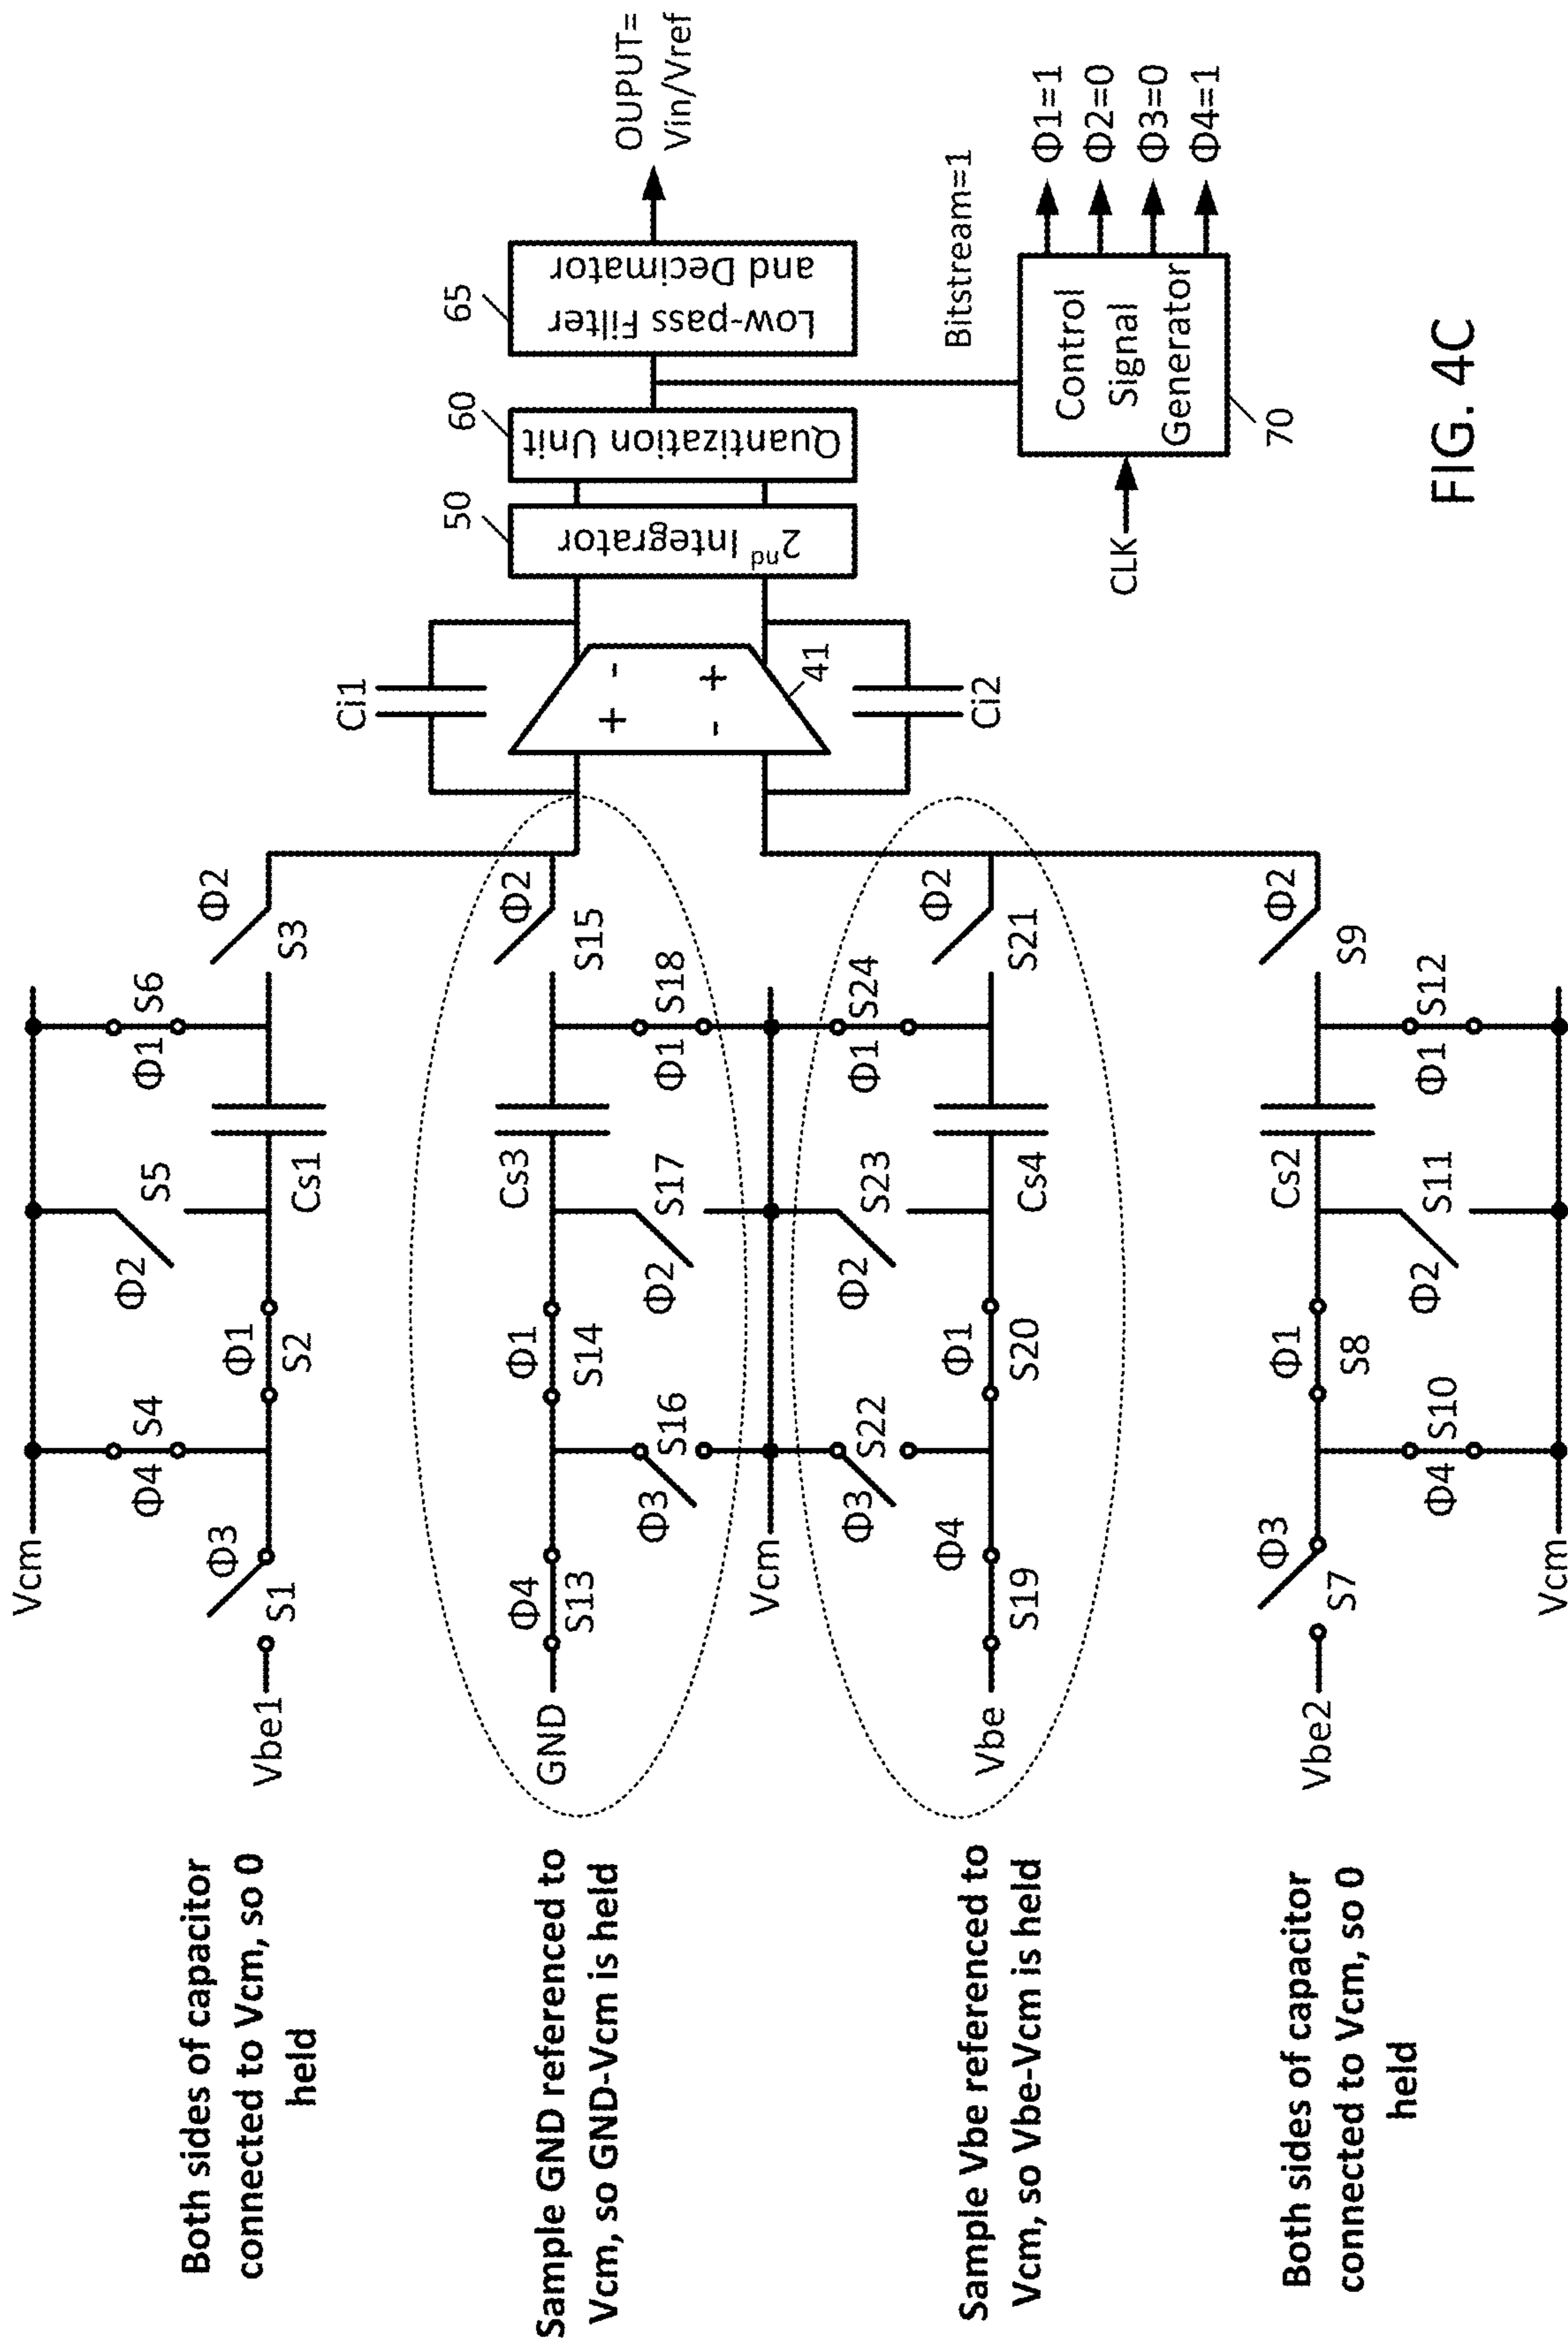 Both sides of capacitor
connected to Vcm, so 0
held
Sample GND referenced to
Vcm, so GND-Vcm is held
Sample Vbe referenced to
Vcm, so Vbe-Vcm is held
Both sides of capacitor
connected to Vcm, so 0
held
Vcm
Φ4
S4
Φ2
S5
Φ1
S6
Vbe1
Φ3
S1
Φ1
S2
Cs1
Φ2
S3
GND
Φ4
S13
Φ1
S14
Cs3
Φ2
S15
Φ3
S16
Φ2
S17
Φ1
S18
Vcm
Φ3
S22
Φ2
S23
Φ1
S24
Vbe
Φ4
S19
Φ1
S20
Cs4
Φ2
S21
Vbe2
Φ3
S7
Φ1
S8
Cs2
Φ2
S9
Φ4
S10
Φ2
S11
Φ1
S12
Vcm
Ci1
+ -
- +
41
Ci2
50
2nd Integrator
60
Quantization Unit
65
Low-pass Filter
and Decimator
OUPUT=
Vin/Vref
Bitstream=1
CLK
Control
Signal
Generator
70
Φ1=1
Φ2=0
Φ3=0
Φ4=1
FIG. 4C